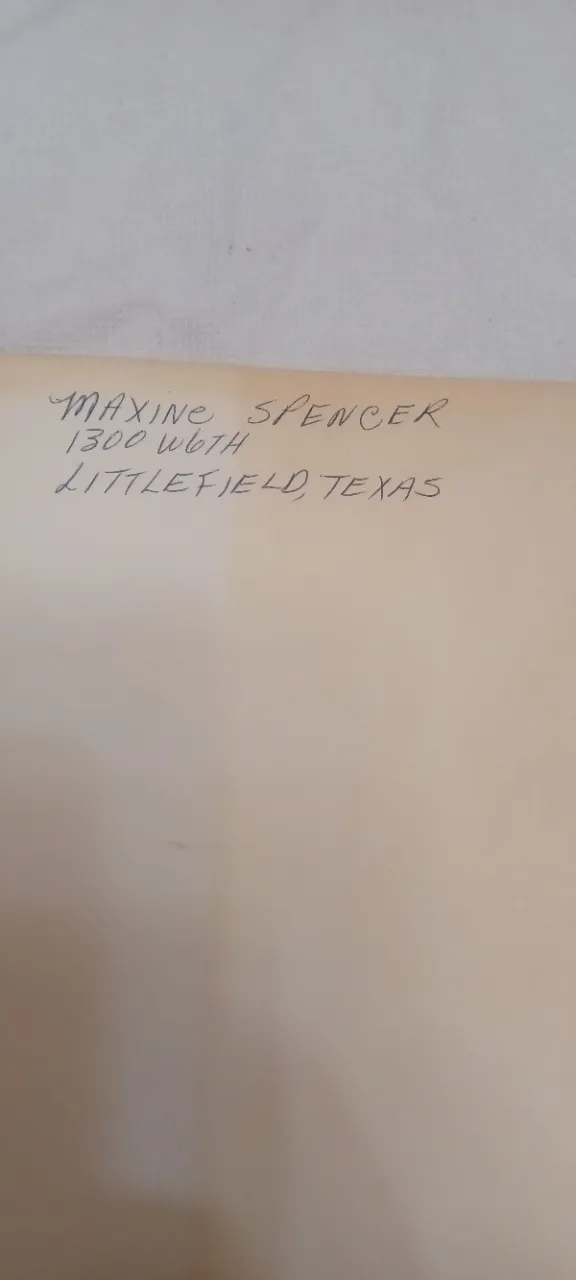 MAXINE SPENCER
1300 W6TH
LITTLEFIELD, TEXAS